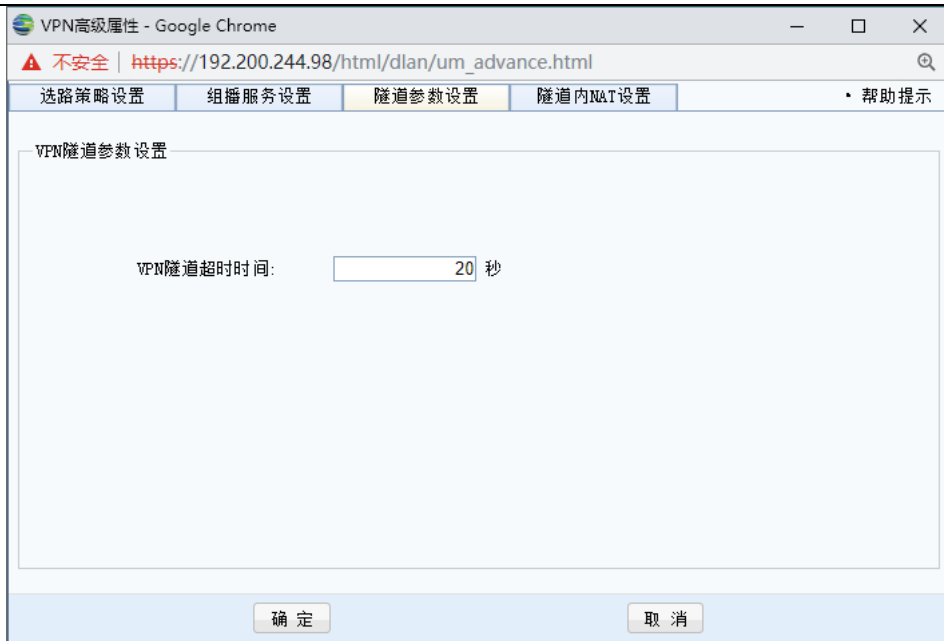 VPN高级属性 - Google Chrome
不安全 | https://192.200.244.98/html/dlan/um_advance.html
选路策略设置 组播服务设置 隧道参数设置 隧道内NAT设置 · 帮助提示
VPN隧道参数设置
VPN隧道超时时间: 20 秒
确定 取消